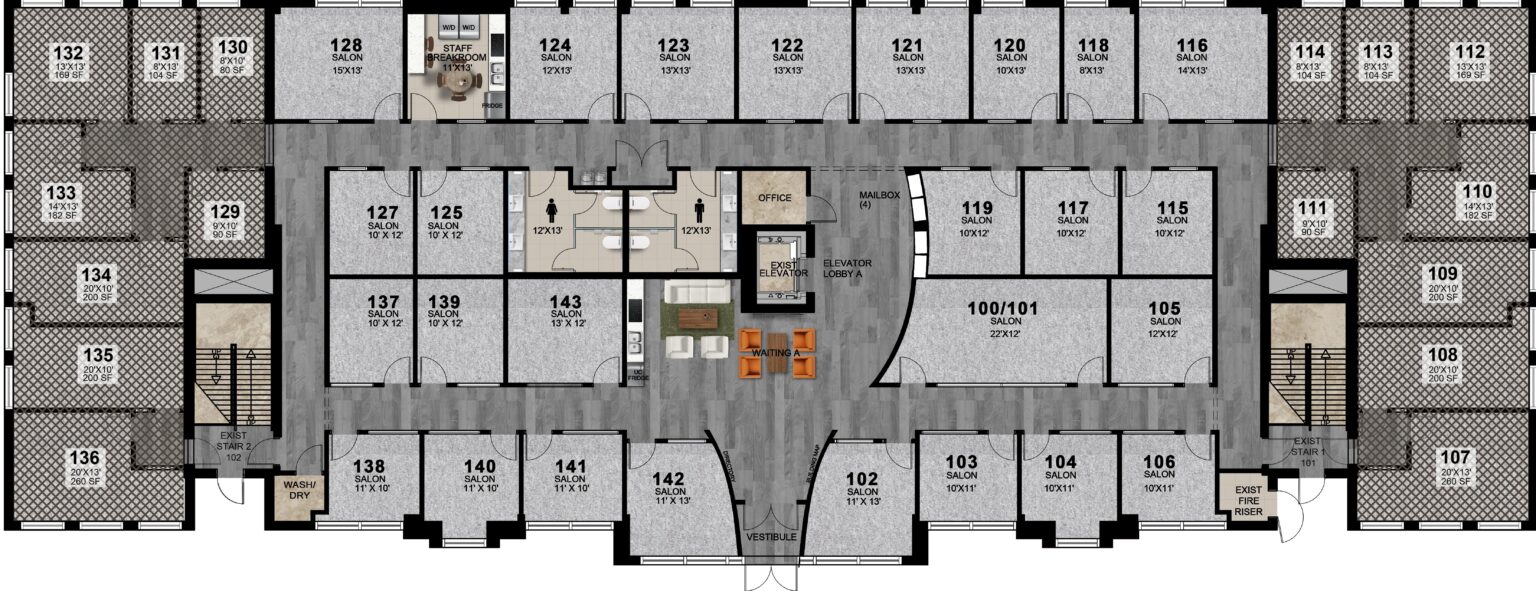 132
13'X13'
169 SF
131
8'X13'
104 SF
130
8'X10'
80 SF
128
SALON
15'X13'
W/D
W/D
STAFF
BREAKROOM
11'X13'
FRIDGE
124
SALON
12'X13'
123
SALON
13'X13'
122
SALON
13'X13'
121
SALON
13'X13'
120
SALON
10'X13'
118
SALON
8'X13'
116
SALON
14'X13'
114
8'X13'
104 SF
113
8'X13'
104 SF
112
13'X13'
169 SF
133
14'X13'
182 SF
129
9'X10'
90 SF
127
SALON
10' X 12'
125
SALON
10' X 12'
12'X13'
12'X13'
OFFICE
MAILBOX
(4)
119
SALON
10'X12'
117
SALON
10'X12'
115
SALON
10'X12'
111
9'X10'
90 SF
110
14'X13'
182 SF
134
20'X10'
200 SF
EXIST
ELEVATOR
ELEVATOR
LOBBY A
109
20'X10'
200 SF
137
SALON
10' X 12'
139
SALON
10' X 12'
143
SALON
13' X 12'
UC
FRIDGE
WAITING A
100/101
SALON
22'X12'
105
SALON
12'X12'
135
20'X10'
200 SF
UP
UP
108
20'X10'
200 SF
136
20'X13'
260 SF
EXIST
STAIR 2
102
WASH/
DRY
138
SALON
11' X 10'
140
SALON
11' X 10'
141
SALON
11' X 10'
142
SALON
11' X 13'
DIRECTORY
BUILDING MAP
VESTIBULE
102
SALON
11' X 13'
103
SALON
10'X11'
104
SALON
10'X11'
106
SALON
10'X11'
EXIST
FIRE
RISER
EXIST
STAIR 1
101
107
20'X13'
260 SF